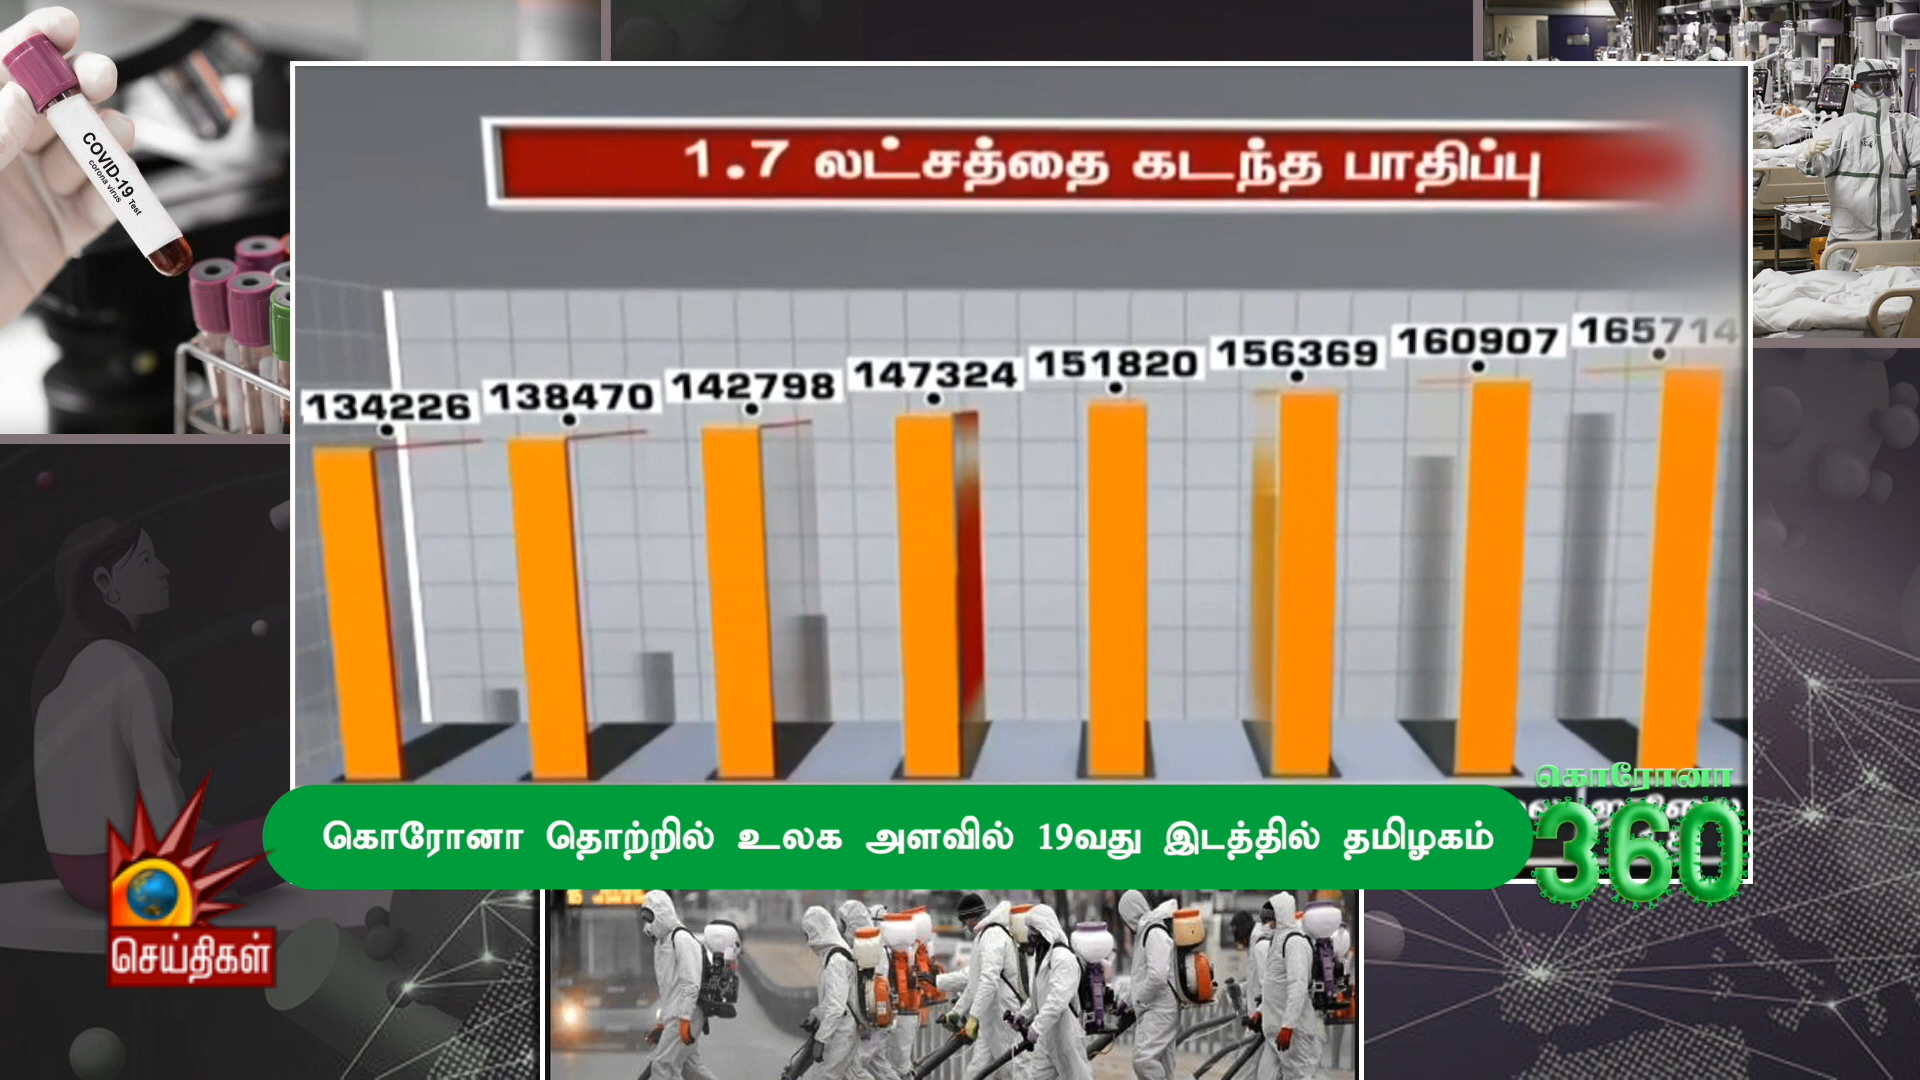 COVID-19 Test
corona virus
1.7 லட்சத்தை கடந்த பாதிப்பு
134226
138470
142798
147324
151820
156369
160907
165714
கொரோனா
360
கொரோனா தொற்றில் உலக அளவில் 19வது இடத்தில் தமிழகம்
செய்திகள்